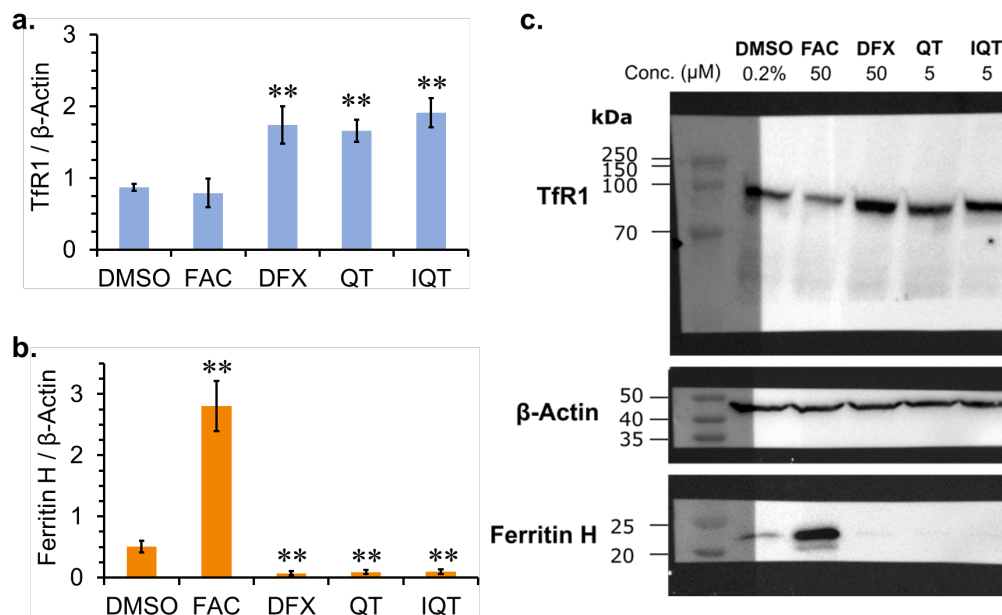 a.
3
2
1
0
TfR1 / β-Actin
** ** **
DMSO FAC DFX QT IQT
b.
3
2
1
0
Ferritin H / β-Actin
**
** ** **
DMSO FAC DFX QT IQT
c.
DMSO FAC DFX QT IQT
Conc. (μM) 0.2% 50 50 5 5
kDa
250
150
100
TfR1
70
50
β-Actin
40
35
25
Ferritin H
20